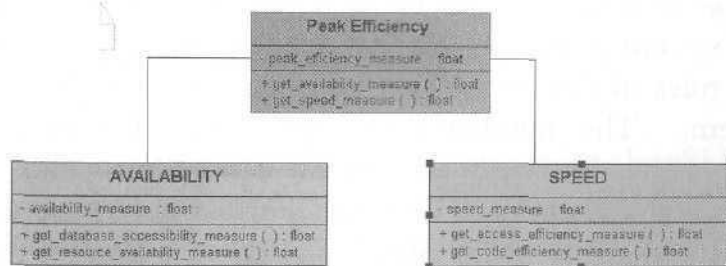 Peak Efficiency
- peak_efficiency_measure : float
+ get_availability_measure ( ) : float
+ get_speed_measure ( ) : float
AVAILABILITY
- availability_measure : float
+ get_database_accessibility_measure ( ) : float
+ get_resource_availability_measure ( ) : float
SPEED
- speed_measure : float
+ get_access_efficiency_measure ( ) : float
+ get_code_efficiency_measure ( ) : float